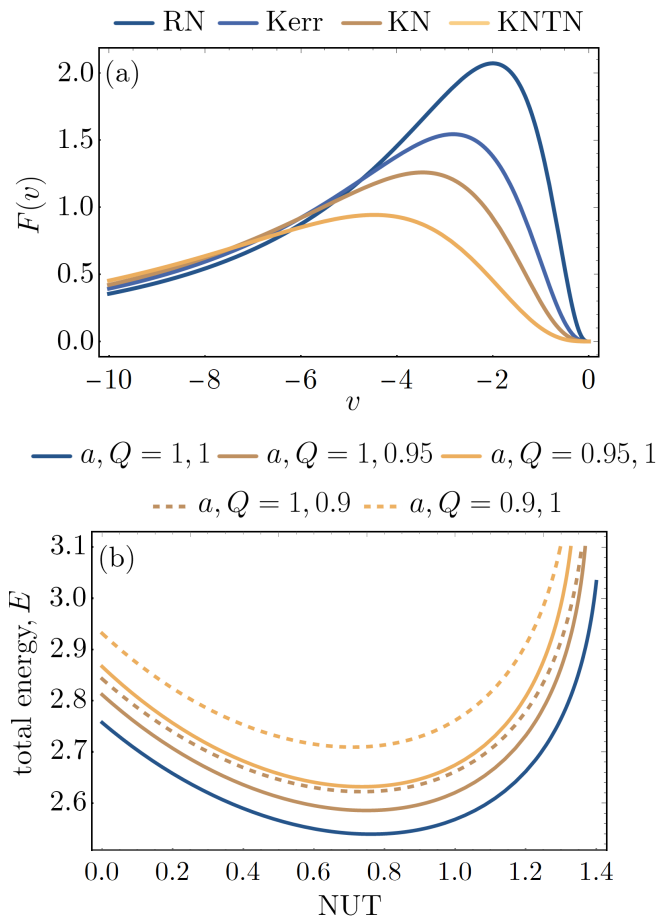 RN Kerr KN KNTN
(a)
2.0
1.5
1.0
0.5
0.0
F(v)
−10 −8 −6 −4 −2 0
v
a, Q = 1, 1 a, Q = 1, 0.95 a, Q = 0.95, 1
a, Q = 1, 0.9 a, Q = 0.9, 1
(b)
3.1
3.0
2.9
2.8
2.7
2.6
total energy, E
0.0 0.2 0.4 0.6 0.8 1.0 1.2 1.4
NUT